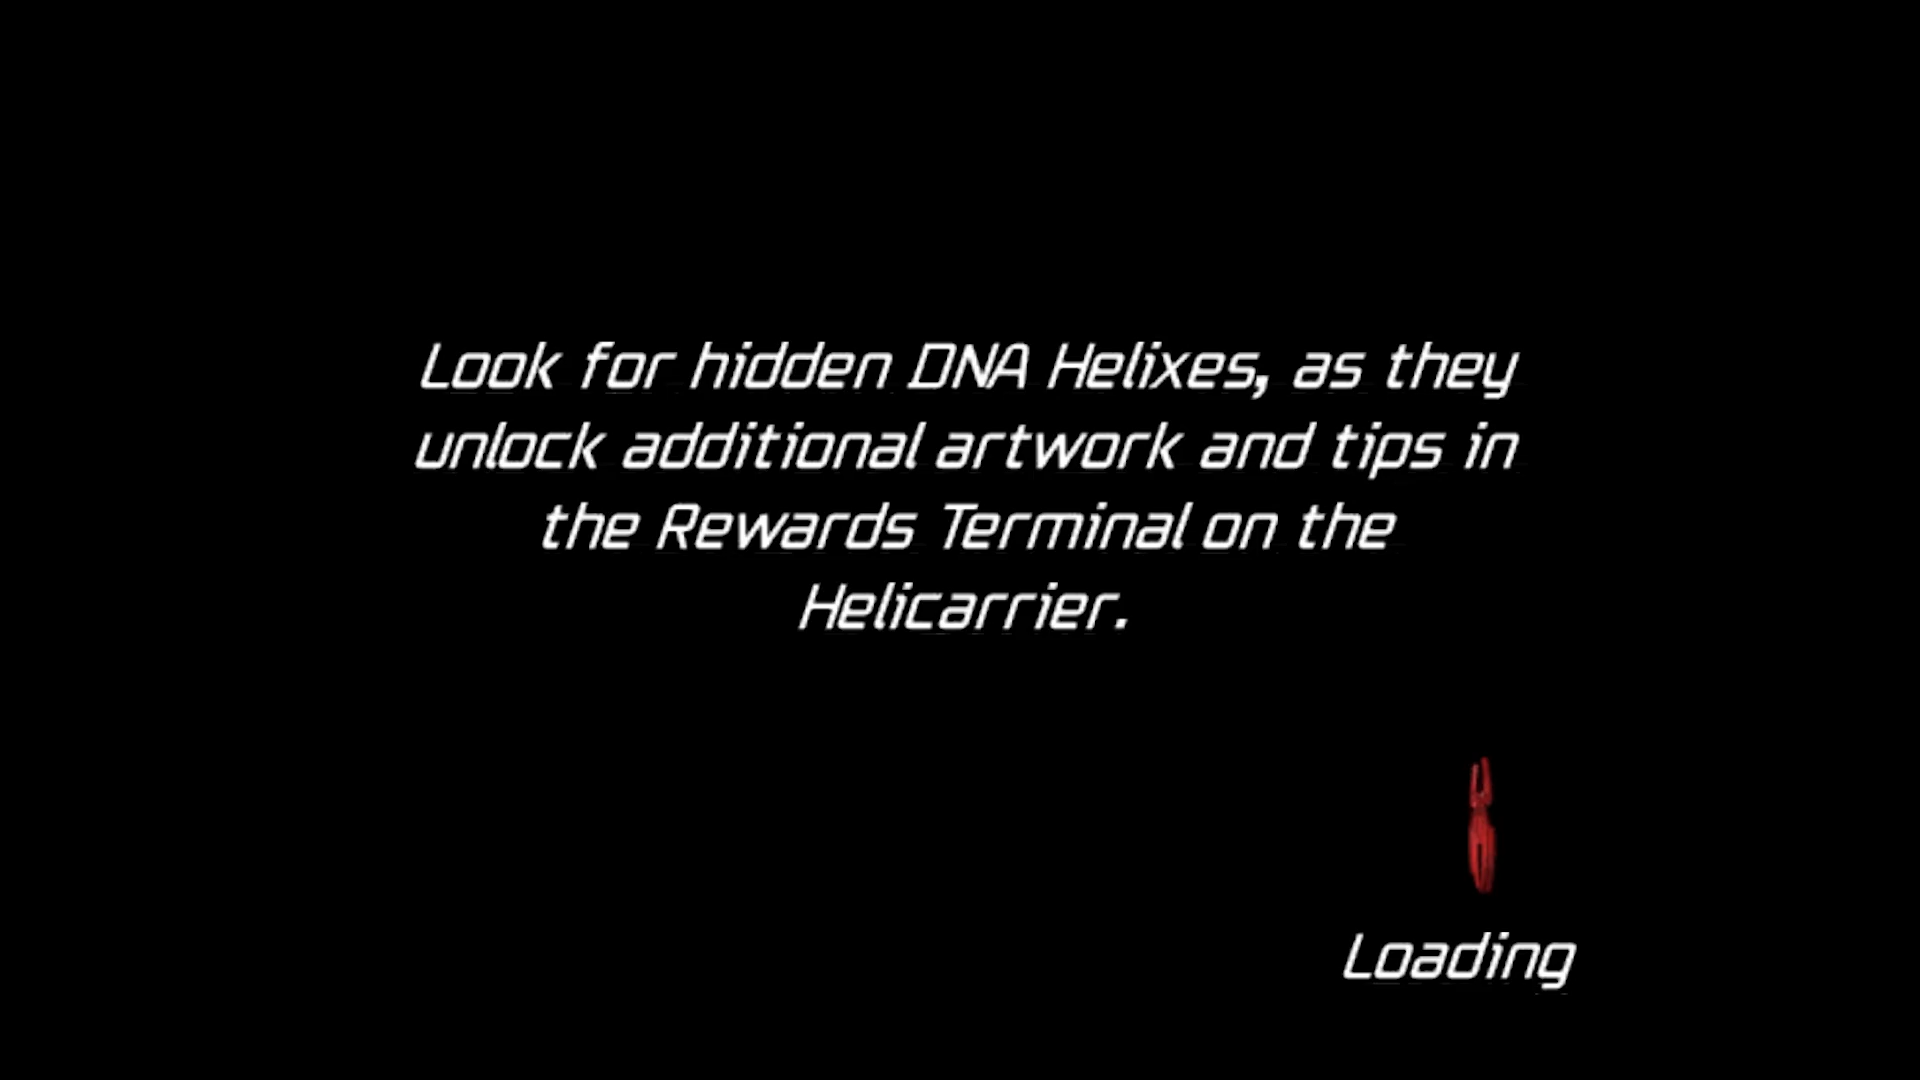 Look for hidden DNA Helixes, as they
unlock additional artwork and tips in
the Rewards Terminal on the
Helicarrier.
Loading